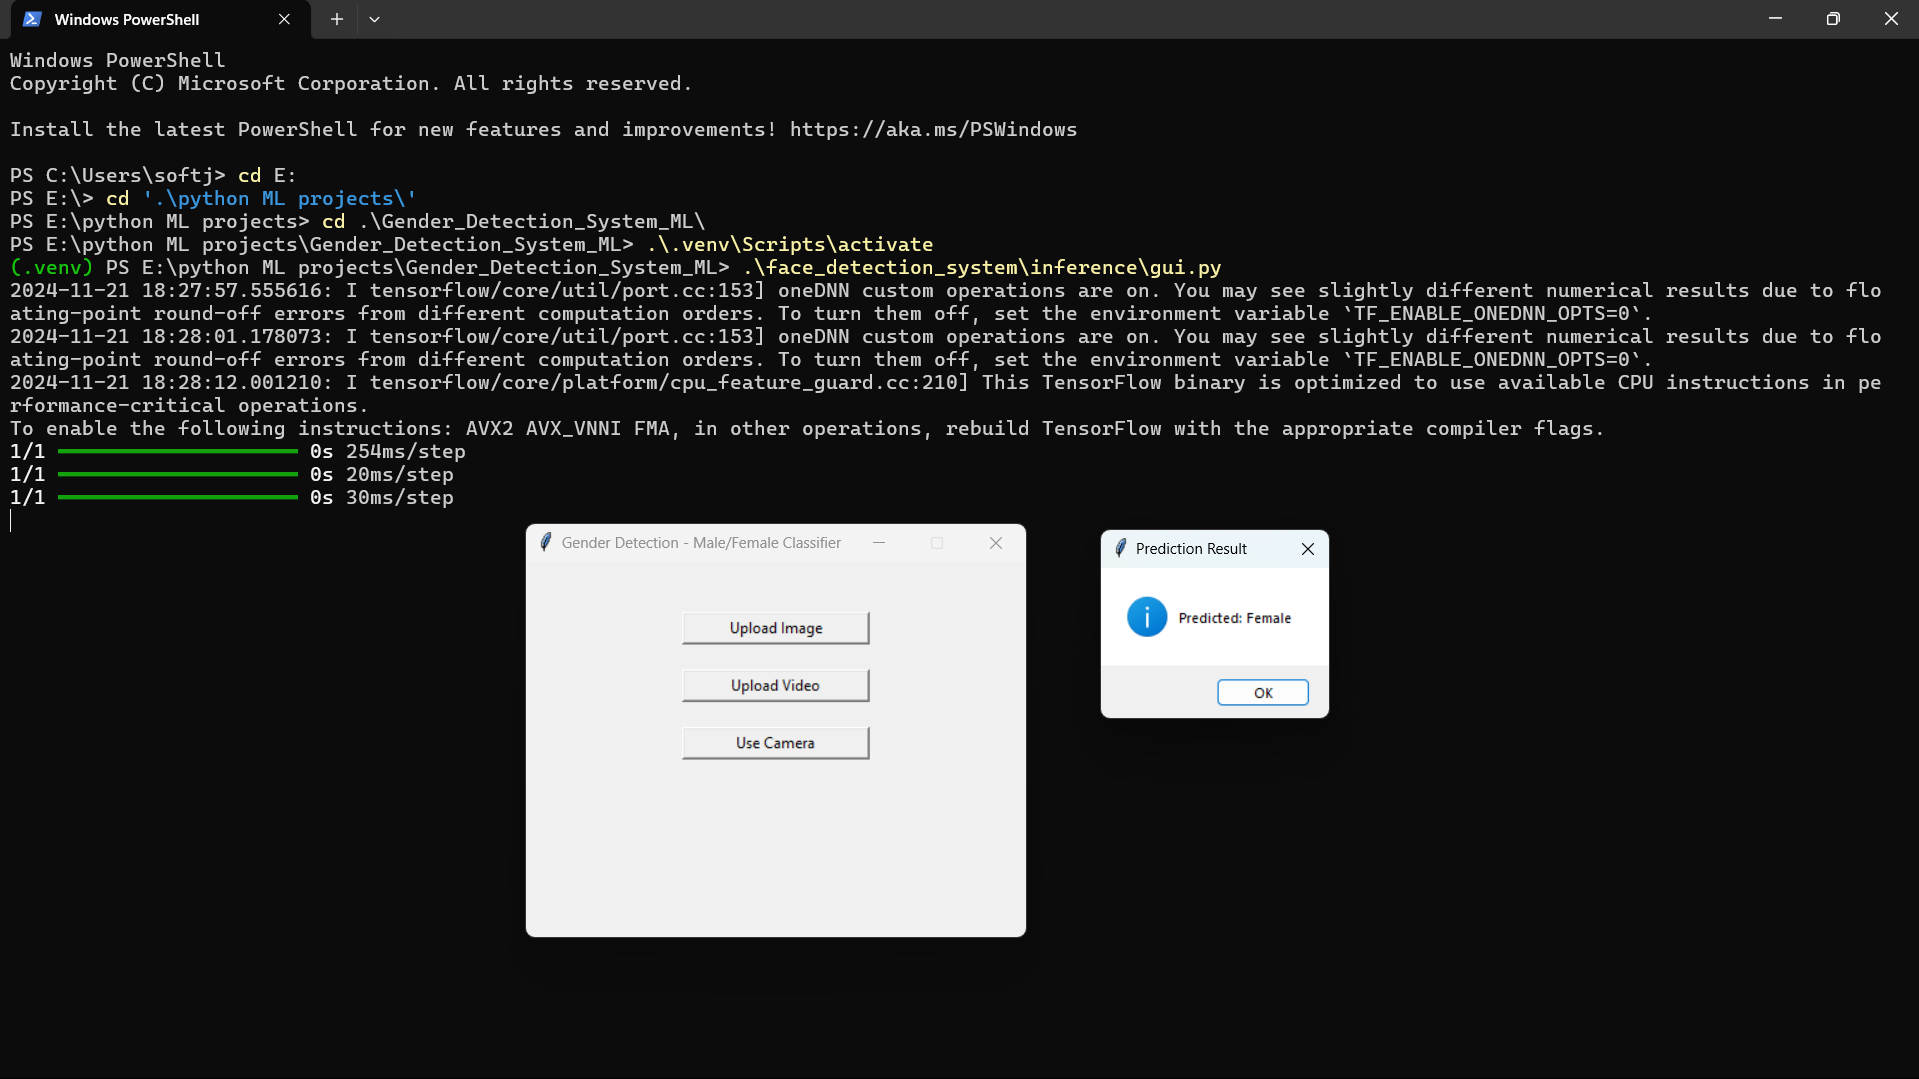 Windows PowerShell
Windows PowerShell
Copyright (C) Microsoft Corporation. All rights reserved.
Install the latest PowerShell for new features and improvements! https://aka.ms/PSWindows
PS C:\Users\softj> cd E:
PS E:\> cd '.\python ML projects\'
PS E:\python ML projects> cd .\Gender_Detection_System_ML\
PS E:\python ML projects\Gender_Detection_System_ML> .\.venv\Scripts\activate
(.venv) PS E:\python ML projects\Gender_Detection_System_ML> .\face_detection_system\inference\gui.py
2024-11-21 18:27:57.555616: I tensorflow/core/util/port.cc:153] oneDNN custom operations are on. You may see slightly different numerical results due to flo
ating-point round-off errors from different computation orders. To turn them off, set the environment variable `TF_ENABLE_ONEDNN_OPTS=0`.
2024-11-21 18:28:01.178073: I tensorflow/core/util/port.cc:153] oneDNN custom operations are on. You may see slightly different numerical results due to flo
ating-point round-off errors from different computation orders. To turn them off, set the environment variable `TF_ENABLE_ONEDNN_OPTS=0`.
2024-11-21 18:28:12.001210: I tensorflow/core/platform/cpu_feature_guard.cc:210] This TensorFlow binary is optimized to use available CPU instructions in pe
rformance-critical operations.
To enable the following instructions: AVX2 AVX_VNNI FMA, in other operations, rebuild TensorFlow with the appropriate compiler flags.
1/1 0s 254ms/step
1/1 0s 20ms/step
1/1 0s 30ms/step
Gender Detection - Male/Female Classifier
Upload Image
Upload Video
Use Camera
Prediction Result
Predicted: Female
OK